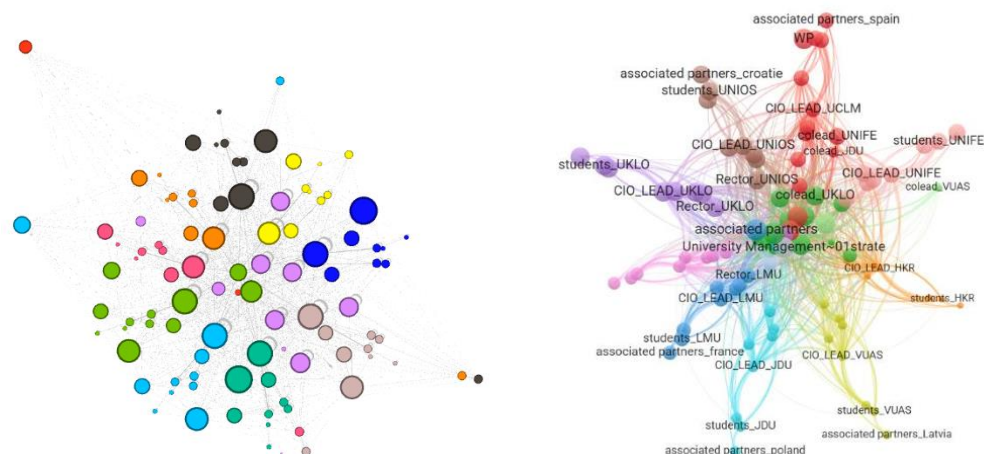 associated partners_spain
WP
associated partners_croatie
students_UNIOS
CIO_LEAD_UCLM
colead_UNIFE
students_UNIFE
CIO_LEAD_UNIOS
colead_JDU
students_UKLO
CIO_LEAD_UNIFE
Rector_UNIOS
colead_VUAS
CIO_LEAD_UKLO
colead_UKLO
Rector_UKLO
associated partners
University Management~01strate
Rector_LMU
CIO_LEAD_HKR
CIO_LEAD_LMU
students_HKR
students_LMU
associated partners_france
CIO_LEAD_VUAS
CIO_LEAD_JDU
students_VUAS
students_JDU
associated partners_Latvia
associated partners_poland